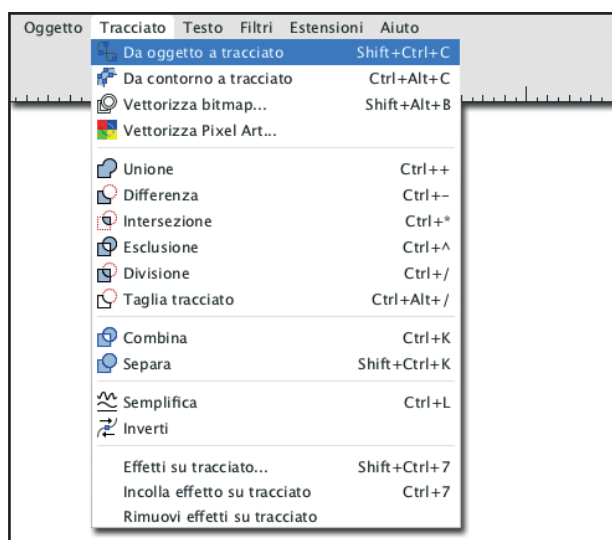 Oggetto Tracciato Testo Filtri Estensioni Aiuto
Da oggetto a tracciato Shift+Ctrl+C
Da contorno a tracciato Ctrl+Alt+C
Vettorizza bitmap... Shift+Alt+B
Vettorizza Pixel Art...
Unione Ctrl++
Differenza Ctrl+-
Intersezione Ctrl+*
Esclusione Ctrl+^
Divisione Ctrl+/
Taglia tracciato Ctrl+Alt+/
Combina Ctrl+K
Separa Shift+Ctrl+K
Semplifica Ctrl+L
Inverti
Effetti su tracciato... Shift+Ctrl+7
Incolla effetto su tracciato Ctrl+7
Rimuovi effetti su tracciato